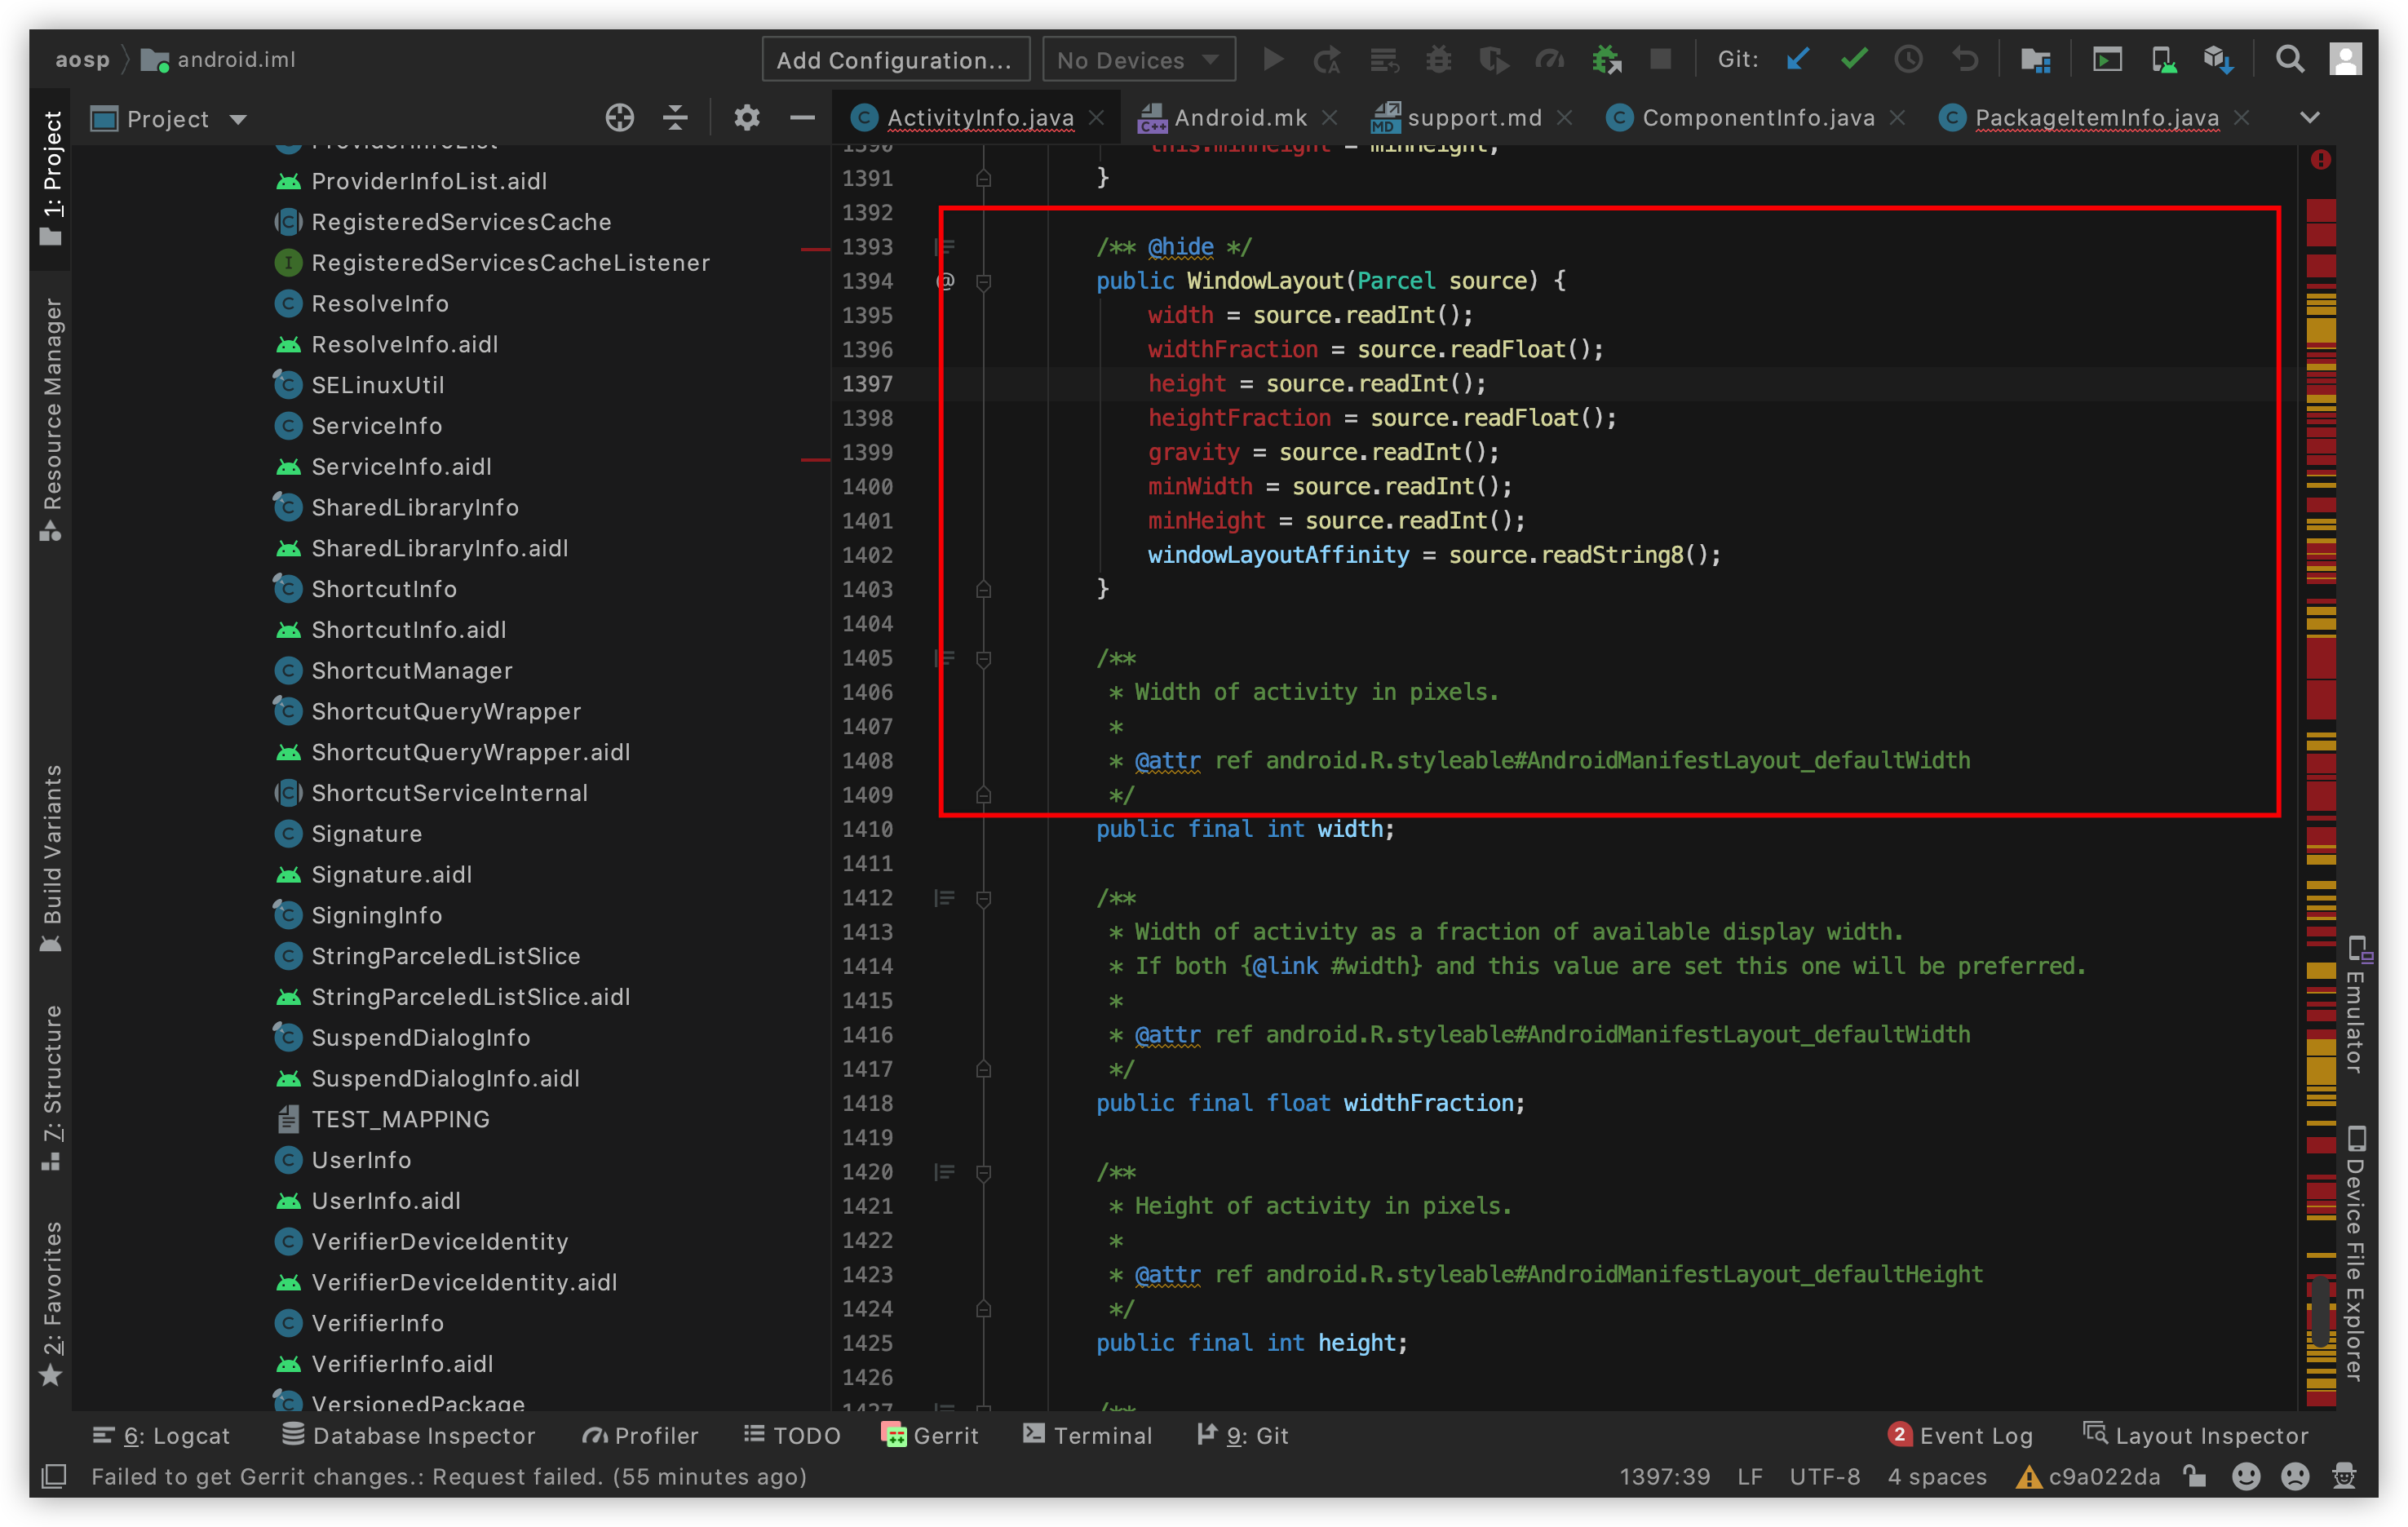 aosp android.iml Add Configuration... No Devices Git:
1: Project
Resource Manager
Build Variants
7: Structure
2: Favorites
Project
ProviderInfoList
ProviderInfoList.aidl
RegisteredServicesCache
RegisteredServicesCacheListener
ResolveInfo
ResolveInfo.aidl
SELinuxUtil
ServiceInfo
ServiceInfo.aidl
SharedLibraryInfo
SharedLibraryInfo.aidl
ShortcutInfo
ShortcutInfo.aidl
ShortcutManager
ShortcutQueryWrapper
ShortcutQueryWrapper.aidl
ShortcutServiceInternal
Signature
Signature.aidl
SigningInfo
StringParceledListSlice
StringParceledListSlice.aidl
SuspendDialogInfo
SuspendDialogInfo.aidl
TEST_MAPPING
UserInfo
UserInfo.aidl
VerifierDeviceIdentity
VerifierDeviceIdentity.aidl
VerifierInfo
VerifierInfo.aidl
VersionedPackage
ActivityInfo.java Android.mk support.md ComponentInfo.java PackageItemInfo.java
1390 this.minHeight = minHeight;
1391 }
1392
1393 /** @hide */
1394 @ public WindowLayout(Parcel source) {
1395 width = source.readInt();
1396 widthFraction = source.readFloat();
1397 height = source.readInt();
1398 heightFraction = source.readFloat();
1399 gravity = source.readInt();
1400 minWidth = source.readInt();
1401 minHeight = source.readInt();
1402 windowLayoutAffinity = source.readString8();
1403 }
1404
1405 /**
1406 * Width of activity in pixels.
1407 *
1408 * @attr ref android.R.styleable#AndroidManifestLayout_defaultWidth
1409 */
1410 public final int width;
1411
1412 /**
1413 * Width of activity as a fraction of available display width.
1414 * If both {@link #width} and this value are set this one will be preferred.
1415 *
1416 * @attr ref android.R.styleable#AndroidManifestLayout_defaultWidth
1417 */
1418 public final float widthFraction;
1419
1420 /**
1421 * Height of activity in pixels.
1422 *
1423 * @attr ref android.R.styleable#AndroidManifestLayout_defaultHeight
1424 */
1425 public final int height;
1426
1427 /**
Emulator
Device File Explorer
6: Logcat Database Inspector Profiler TODO Gerrit Terminal 9: Git 2 Event Log Layout Inspector
Failed to get Gerrit changes.: Request failed. (55 minutes ago) 1397:39 LF UTF-8 4 spaces c9a022da